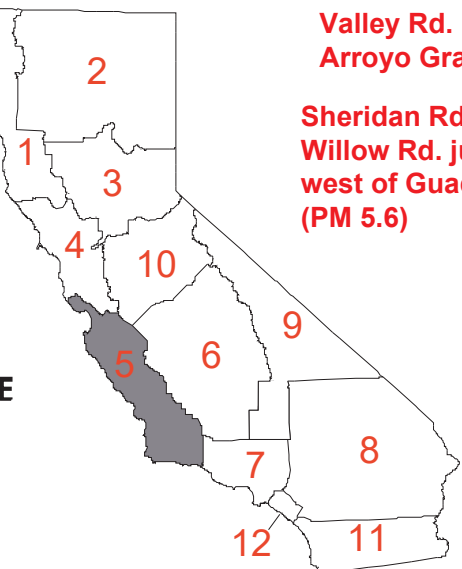 Valley Rd.
Arroyo Gra
Sheridan Rd
Willow Rd. ju
west of Guad
(PM 5.6)
2
1
3
4
10
9
5
6
E
8
7
12
11